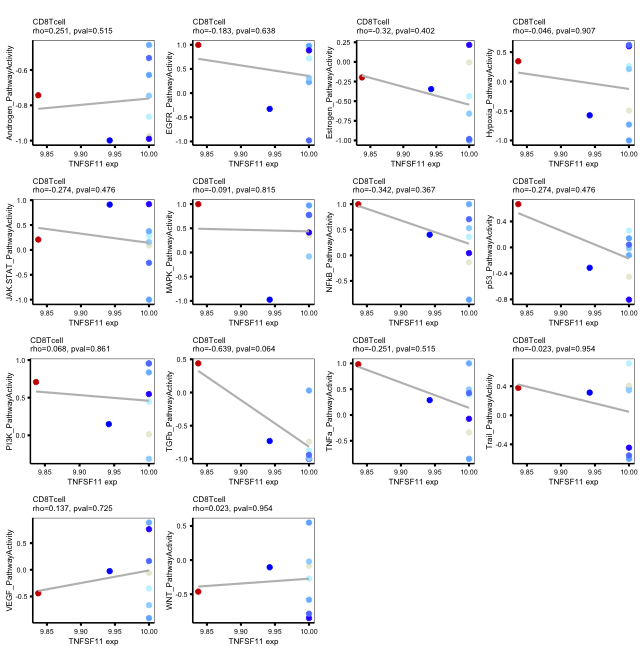 CD8Tcell
rho=0.251, pval=0.515
Androgen_PathwayActivity
-0.6
-0.8
-1.0
9.85 9.90 9.95 10.00
TNFSF11 exp
CD8Tcell
rho=-0.183, pval=0.638
EGFR_PathwayActivity
1.0
0.5
0.0
-0.5
-1.0
9.85 9.90 9.95 10.00
TNFSF11 exp
CD8Tcell
rho=-0.32, pval=0.402
Estrogen_PathwayActivity
0.25
0.00
-0.25
-0.50
-0.75
-1.00
9.85 9.90 9.95 10.00
TNFSF11 exp
CD8Tcell
rho=-0.046, pval=0.907
Hypoxia_PathwayActivity
0.5
0.0
-0.5
-1.0
9.85 9.90 9.95 10.00
TNFSF11 exp
CD8Tcell
rho=-0.274, pval=0.476
JAK-STAT_PathwayActivity
1.0
0.5
0.0
-0.5
-1.0
9.85 9.90 9.95 10.00
TNFSF11 exp
CD8Tcell
rho=-0.091, pval=0.815
MAPK_PathwayActivity
1.0
0.5
0.0
-0.5
-1.0
9.85 9.90 9.95 10.00
TNFSF11 exp
CD8Tcell
rho=-0.342, pval=0.367
NFkB_PathwayActivity
1.0
0.5
0.0
-0.5
9.85 9.90 9.95 10.00
TNFSF11 exp
CD8Tcell
rho=-0.274, pval=0.476
p53_PathwayActivity
0.4
0.0
-0.4
-0.8
9.85 9.90 9.95 10.00
TNFSF11 exp
CD8Tcell
rho=0.068, pval=0.861
PI3K_PathwayActivity
1.0
0.5
0.0
9.85 9.90 9.95 10.00
TNFSF11 exp
CD8Tcell
rho=-0.639, pval=0.064
TGFb_PathwayActivity
0.5
0.0
-0.5
-1.0
9.85 9.90 9.95 10.00
TNFSF11 exp
CD8Tcell
rho=-0.251, pval=0.515
TNFa_PathwayActivity
1.0
0.5
0.0
-0.5
9.85 9.90 9.95 10.00
TNFSF11 exp
CD8Tcell
rho=-0.023, pval=0.954
Trail_PathwayActivity
0.4
0.0
-0.4
9.85 9.90 9.95 10.00
TNFSF11 exp
CD8Tcell
rho=0.137, pval=0.725
VEGF_PathwayActivity
0.5
0.0
-0.5
9.85 9.90 9.95 10.00
TNFSF11 exp
CD8Tcell
rho=0.023, pval=0.954
WNT_PathwayActivity
0.5
0.0
-0.5
9.85 9.90 9.95 10.00
TNFSF11 exp